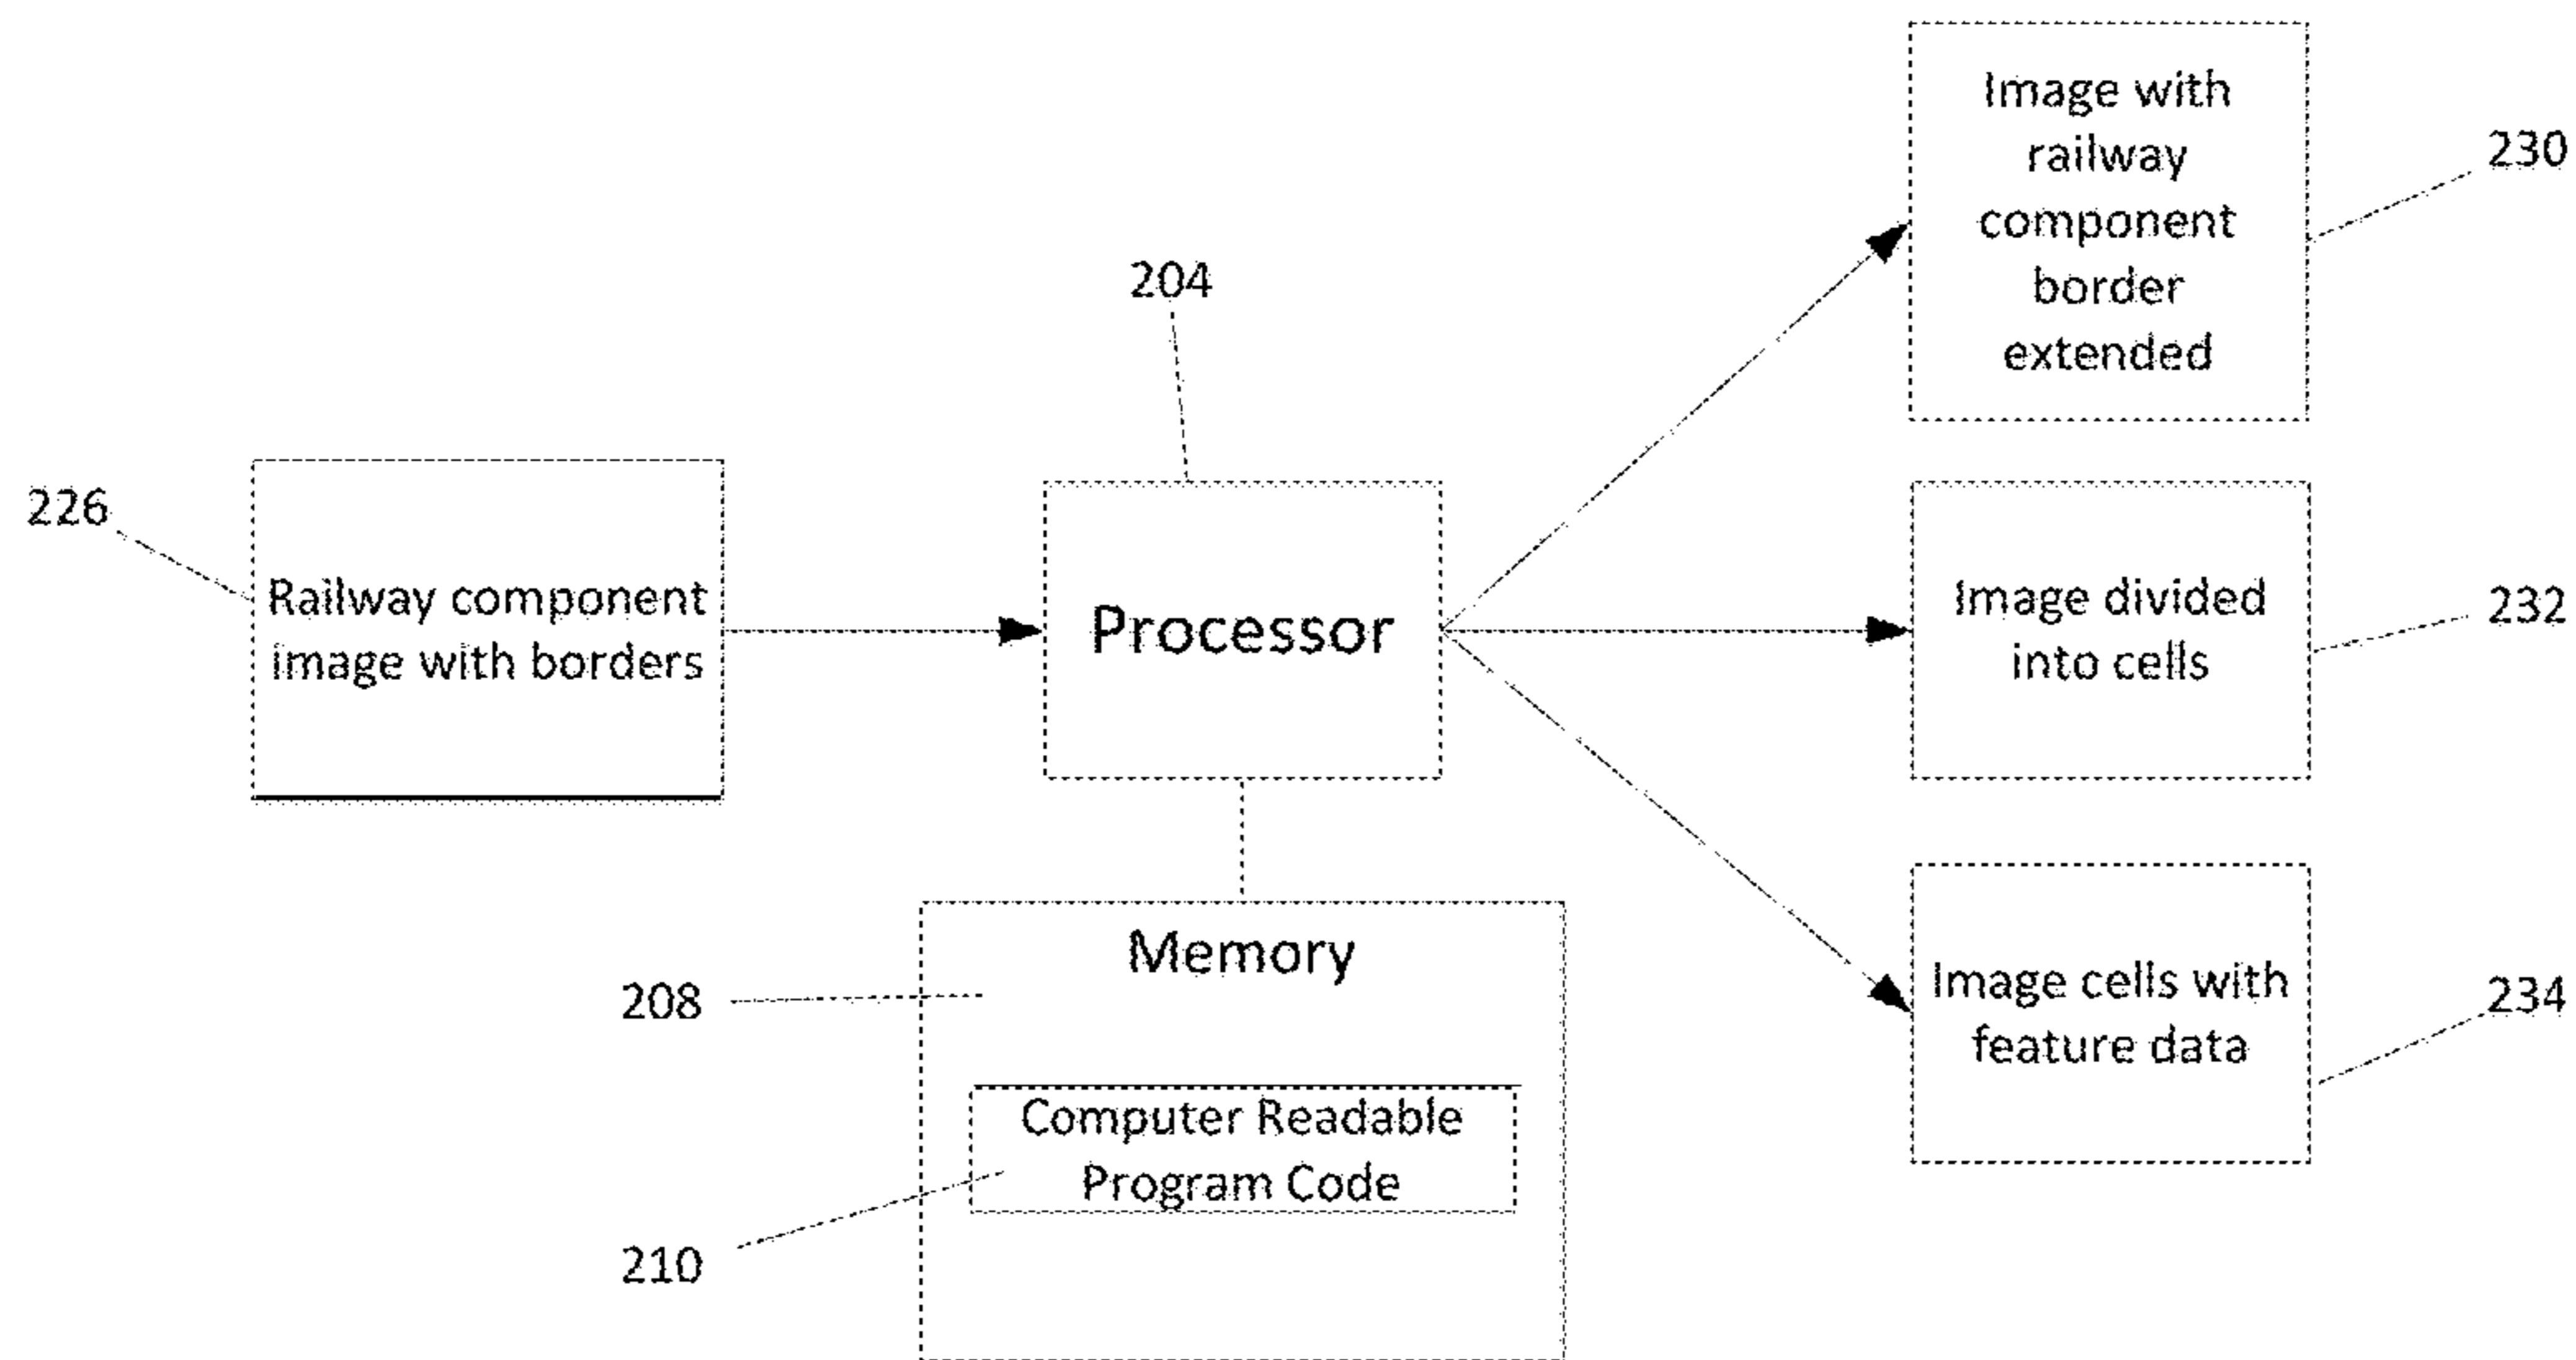 Image with
railway
component
border
extended
230
204
226
Railway component
image with borders
Processor
Image divided
into cells
232
Memory
208
Computer Readable
Program Code
210
Image cells with
feature data
234